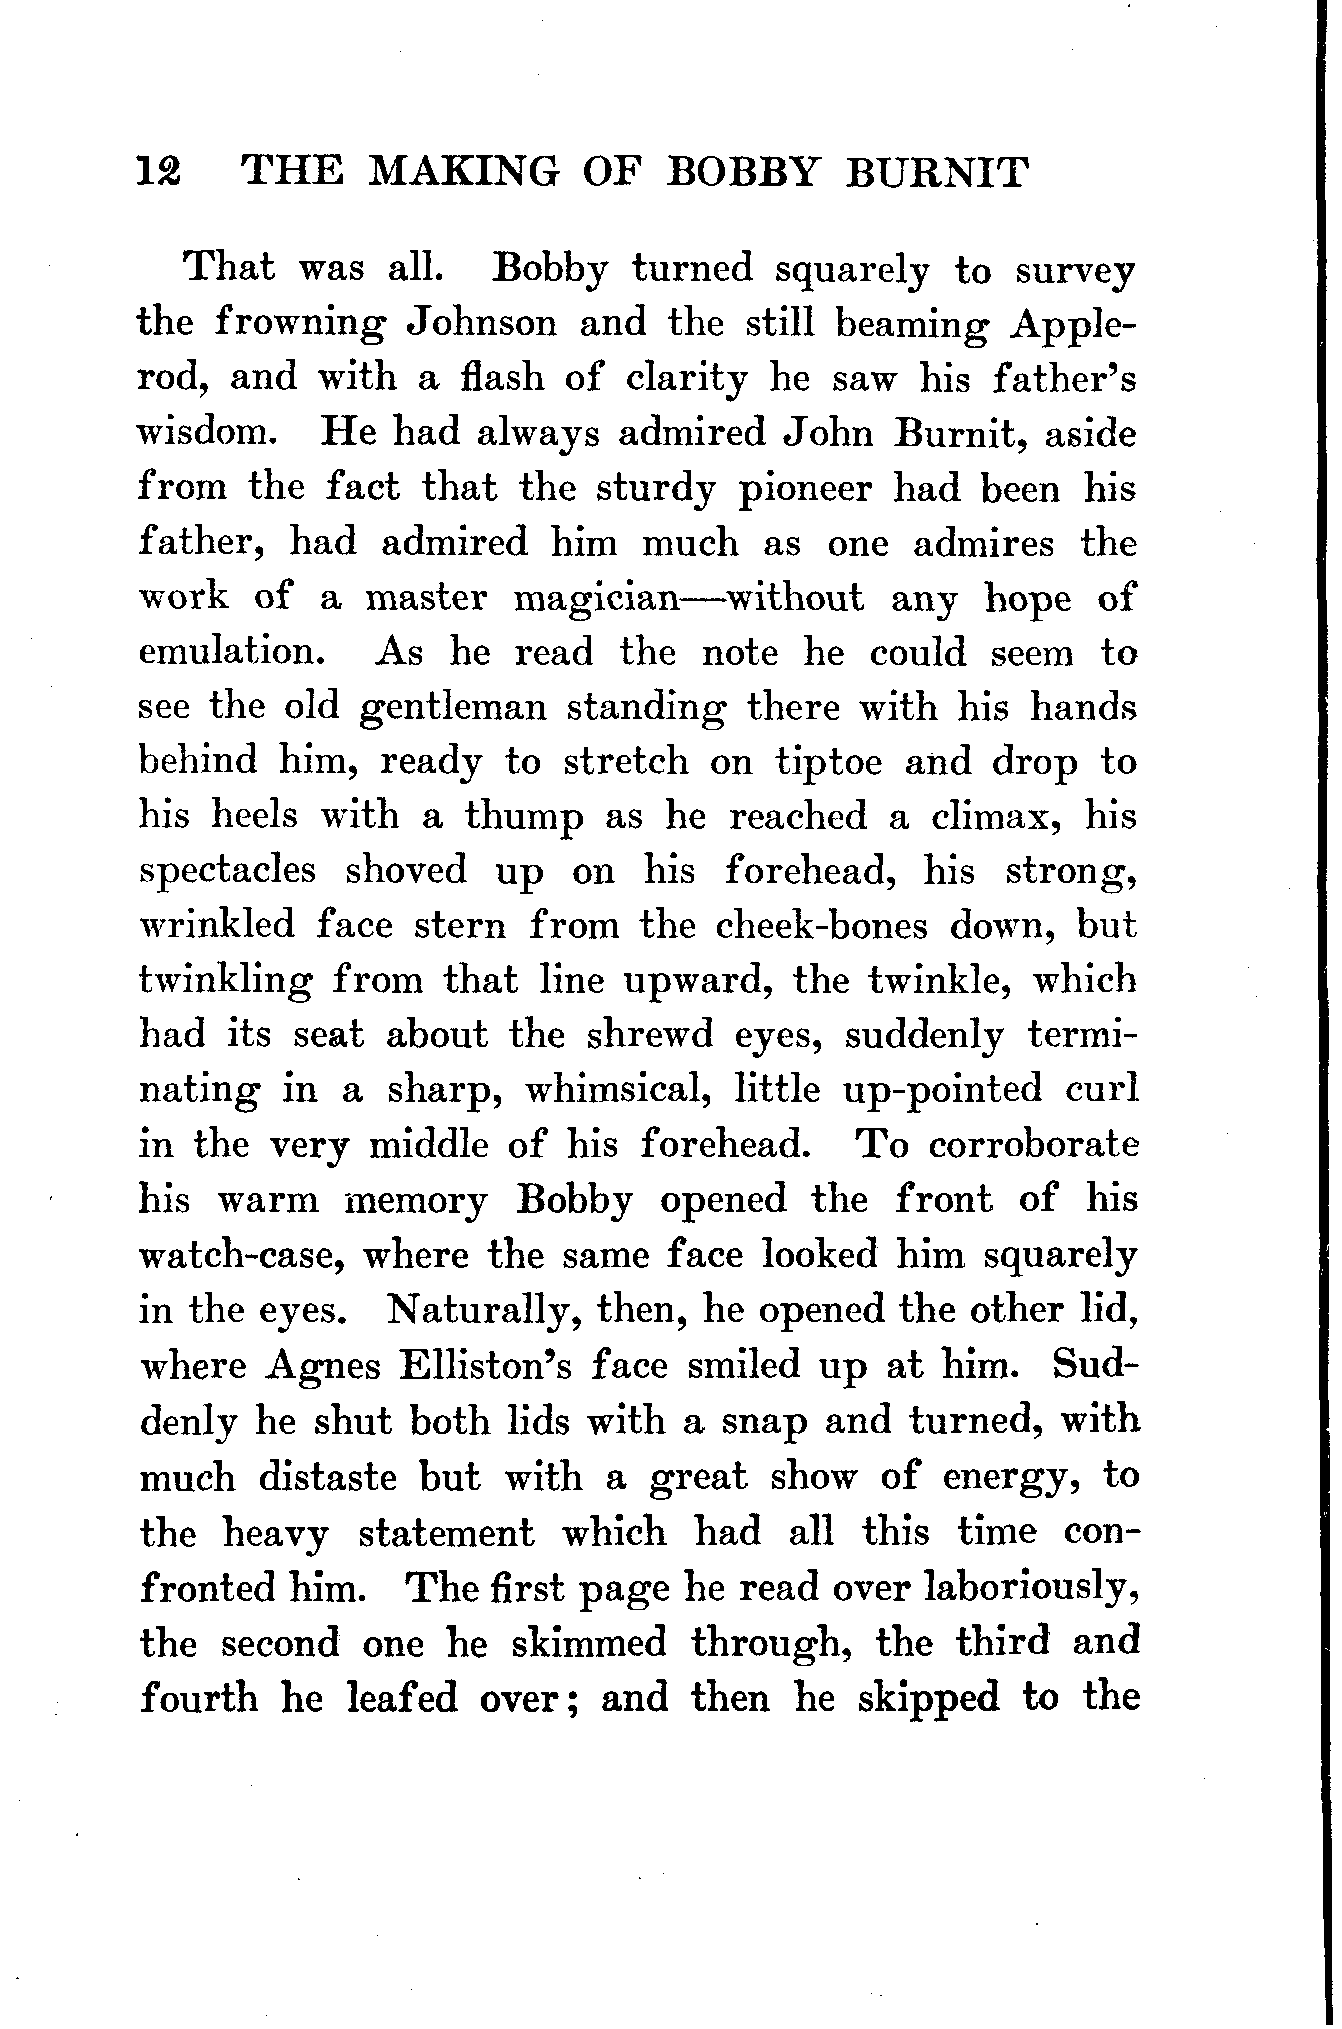 12 THE MAKING OF BOBBY BURNIT
That was all. Bobby turned squarely to survey
the frowning Johnson and the still beaming Apple-
rod, and with a flash of clarity he saw his father's
wisdom. He had always admired John Burnit, aside
from the fact that the sturdy pioneer had been his
father, had admired him much as one admires the
work of a master magician—without any hope of
emulation. As he read the note he could seem to
see the old gentleman standing there with his hands
behind him, ready to stretch on tiptoe and drop to
his heels with a thump as he reached a climax, his
spectacles shoved up on his forehead, his strong,
wrinkled face stern from the cheek-bones down, but
twinkling from that line upward, the twinkle, which
had its seat about the shrewd eyes, suddenly termi-
nating in a sharp, whimsical, little up-pointed curl
in the very middle of his forehead. To corroborate
his warm memory Bobby opened the front of his
watch-case, where the same face looked him squarely
in the eyes. Naturally, then, he opened the other lid,
where Agnes Elliston's face smiled up at him. Sud-
denly he shut both lids with a snap and turned, with
much distaste but with a great show of energy, to
the heavy statement which had all this time con-
fronted him. The first page he read over laboriously,
the second one he skimmed through, the third and
fourth he leafed over; and then he skipped to the